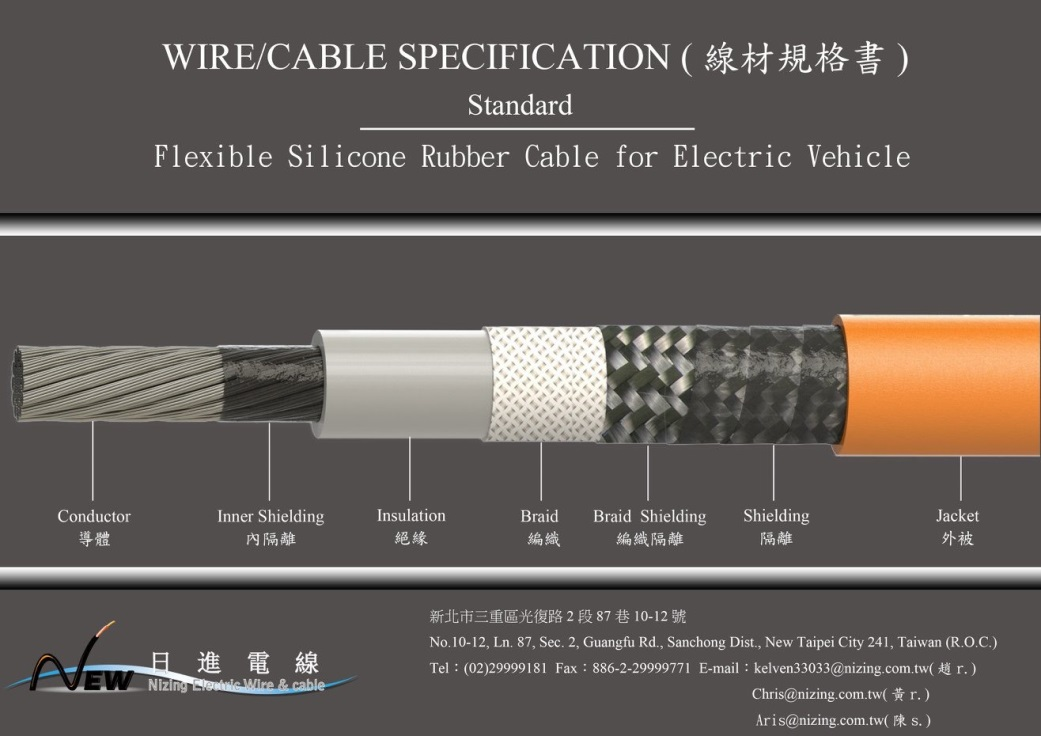 WIRE/CABLE SPECIFICATION ( 線材規格書 )
Standard
Flexible Silicone Rubber Cable for Electric Vehicle
Conductor
導體
Inner Shielding
內隔離
Insulation
絕緣
Braid
編織
Braid Shielding
編織隔離
Shielding
隔離
Jacket
外被
NEW
日進電線
Nizing Electric Wire & cable
新北市三重區光復路 2 段 87 巷 10-12 號
No.10-12, Ln. 87, Sec. 2, Guangfu Rd., Sanchong Dist., New Taipei City 241, Taiwan (R.O.C.)
Tel：(02)29999181 Fax：886-2-29999771 E-mail：kelven33033@nizing.com.tw( 趙 r. )
Chris@nizing.com.tw( 黃 r. )
Aris@nizing.com.tw( 陳 s. )